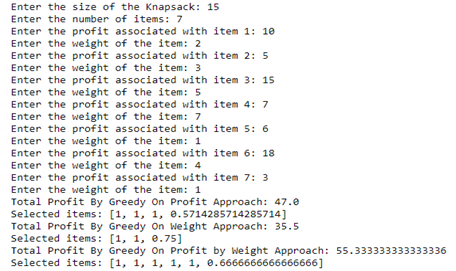 Enter the size of the Knapsack: 15
Enter the number of items: 7
Enter the profit associated with item 1: 10
Enter the weight of the item: 2
Enter the profit associated with item 2: 5
Enter the weight of the item: 3
Enter the profit associated with item 3: 15
Enter the weight of the item: 5
Enter the profit associated with item 4: 7
Enter the weight of the item: 7
Enter the profit associated with item 5: 6
Enter the weight of the item: 1
Enter the profit associated with item 6: 18
Enter the weight of the item: 4
Enter the profit associated with item 7: 3
Enter the weight of the item: 1
Total Profit By Greedy On Profit Approach: 47.0
Selected items: [1, 1, 1, 0.5714285714285714]
Total Profit By Greedy On Weight Approach: 35.5
Selected items: [1, 1, 0.75]
Total Profit By Greedy On Profit by Weight Approach: 55.333333333333336
Selected items: [1, 1, 1, 1, 1, 0.6666666666666666]